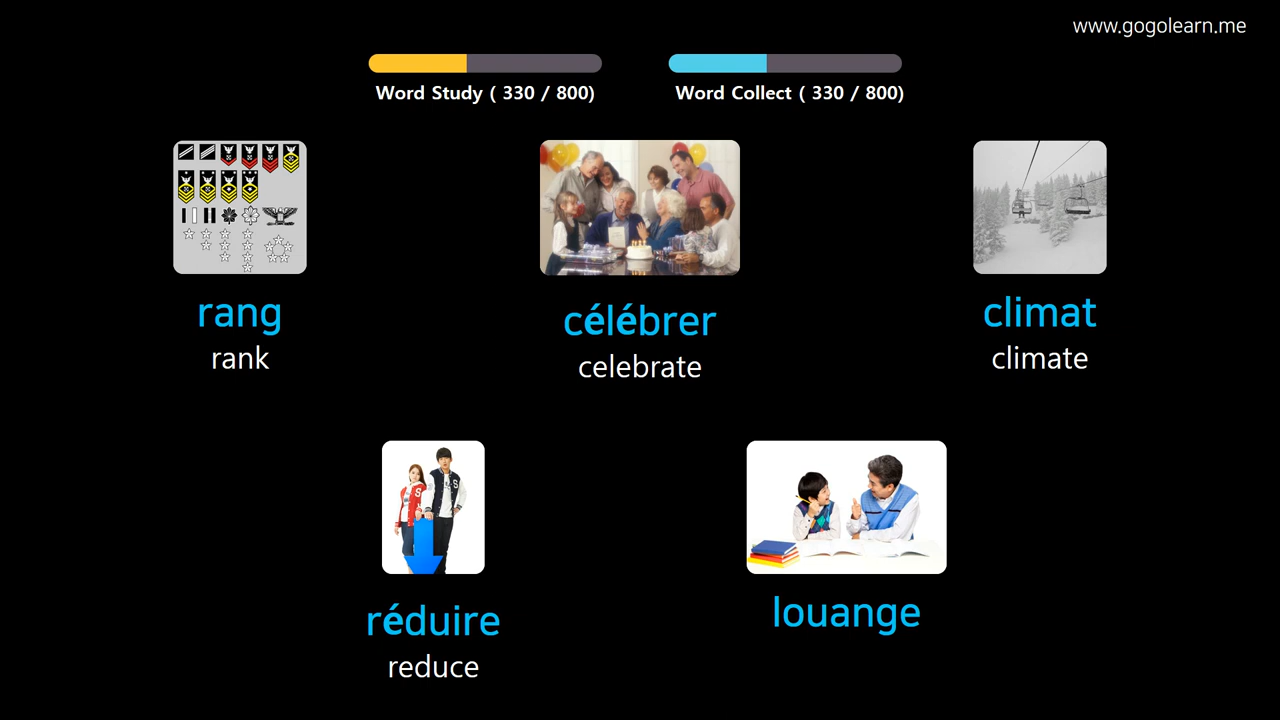 www.gogolearn.me
Word Study ( 330 / 800)
Word Collect ( 330 / 800)
rang
rank
célébrer
celebrate
climat
climate
réduire
reduce
louange